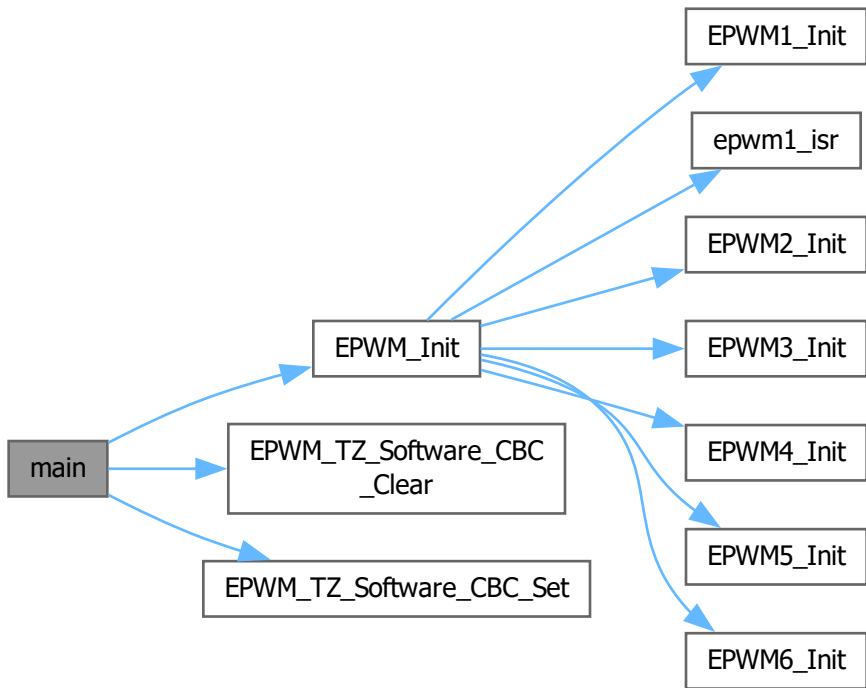 main
EPWM_Init
EPWM_TZ_Software_CBC
_Clear
EPWM_TZ_Software_CBC_Set
EPWM1_Init
epwm1_isr
EPWM2_Init
EPWM3_Init
EPWM4_Init
EPWM5_Init
EPWM6_Init